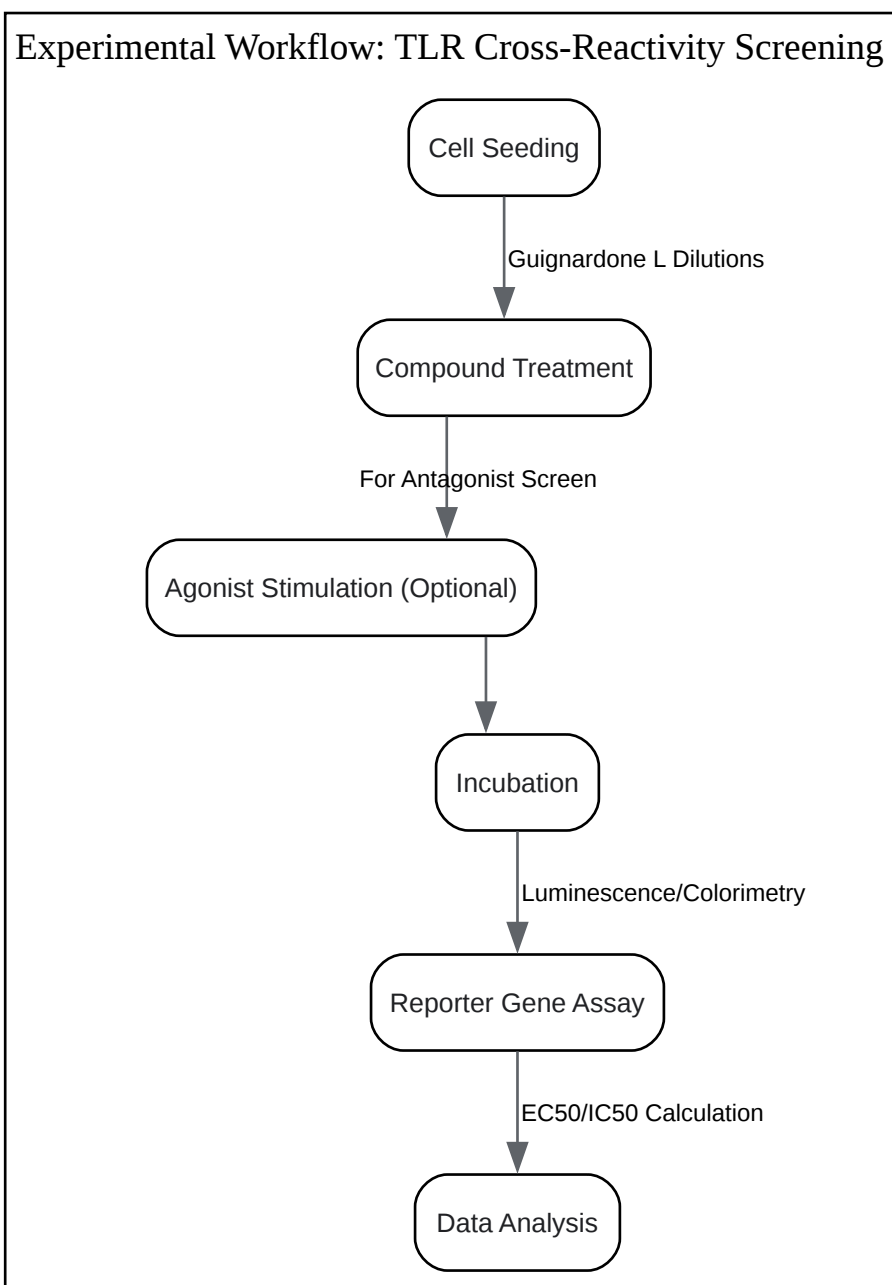 Experimental Workflow: TLR Cross-Reactivity Screening
Cell Seeding
Guignardone L Dilutions
Compound Treatment
For Antagonist Screen
Agonist Stimulation (Optional)
Incubation
Luminescence/Colorimetry
Reporter Gene Assay
EC50/IC50 Calculation
Data Analysis